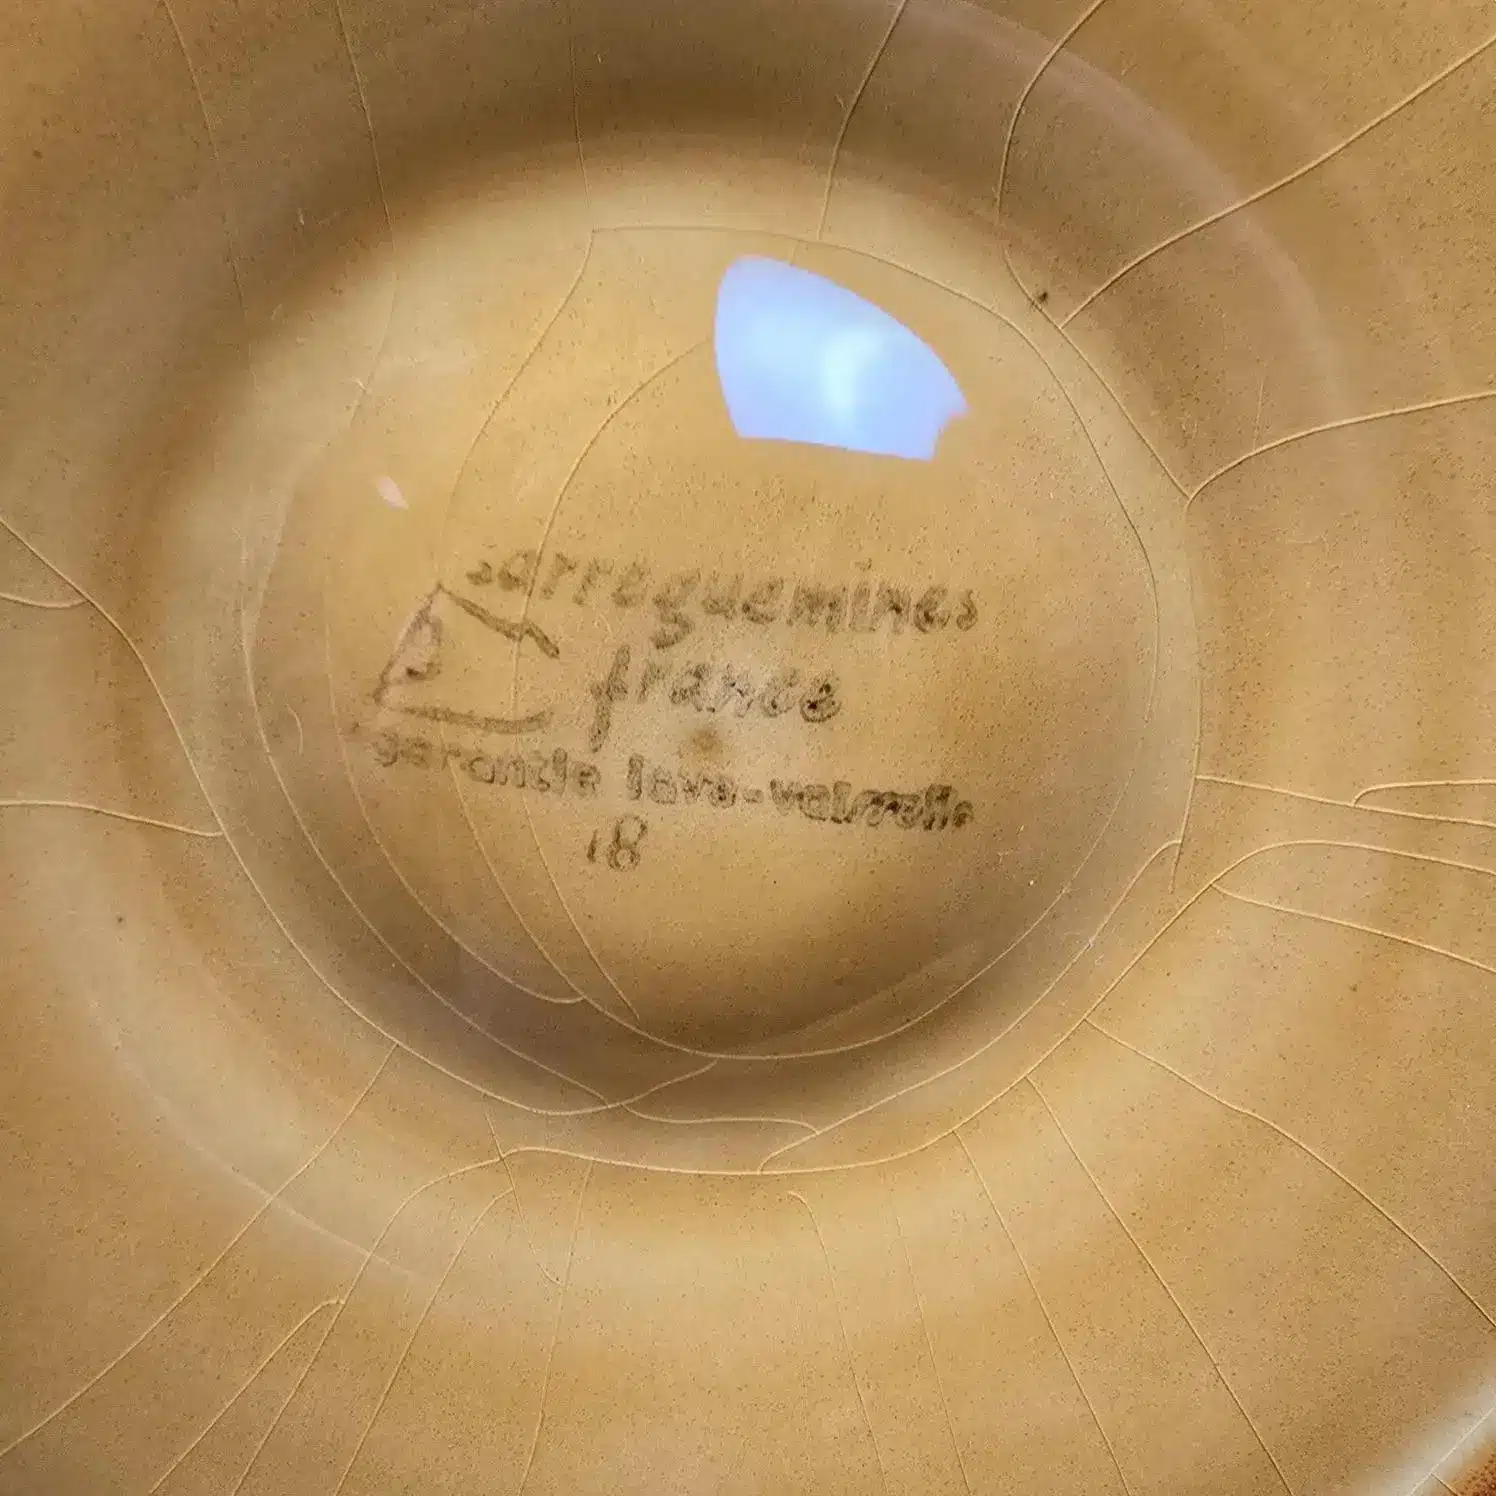 sarreguemines
france
garantie lave-vaisselle
18